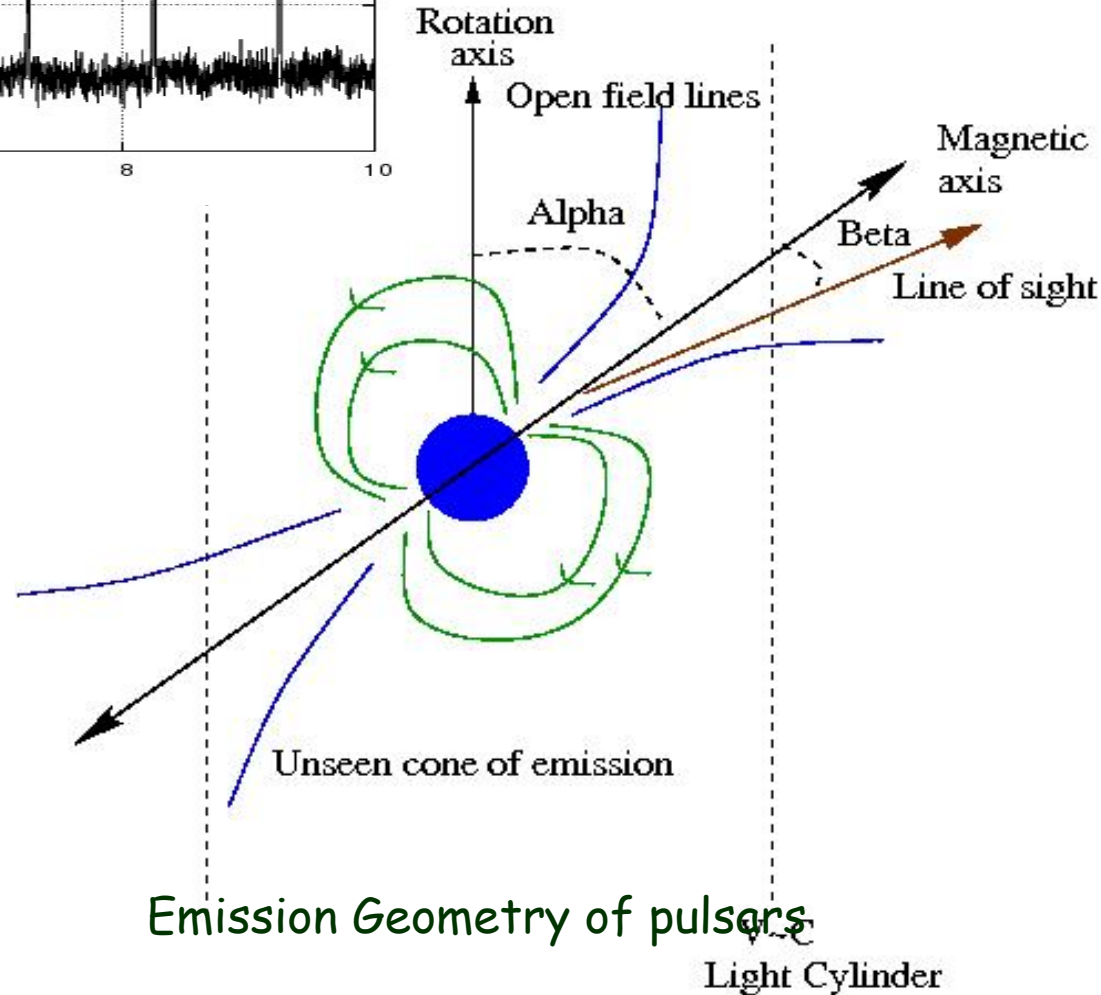 8
10
Rotation
axis
Open field lines
Magnetic
axis
Alpha
Beta
Line of sight
Unseen cone of emission
Emission Geometry of pulsars
V~C
Light Cylinder